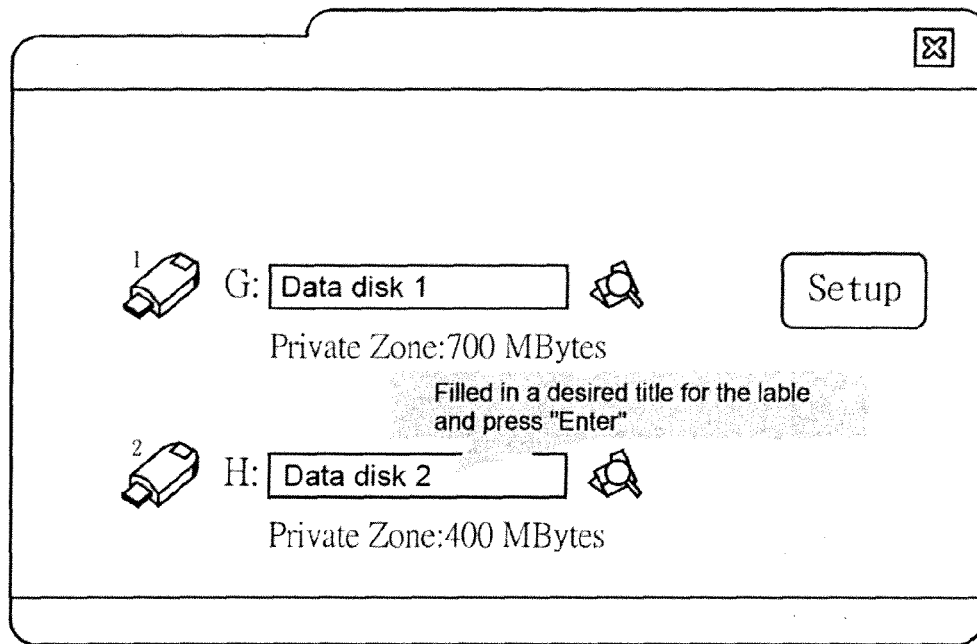 1
G: Data disk 1
Setup
Private Zone:700 MBytes
Filled in a desired title for the lable
and press "Enter"
2
H: Data disk 2
Private Zone:400 MBytes